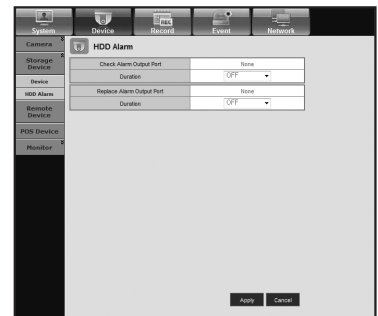 System Device Record Event Network
REC
Camera
Storage
Device
Device
HDD Alarm
Remote
Device
POS Device
Monitor
HDD Alarm
Check Alarm Output Port None
Duration OFF
Replace Alarm Output Port None
Duration OFF
Apply Cancel